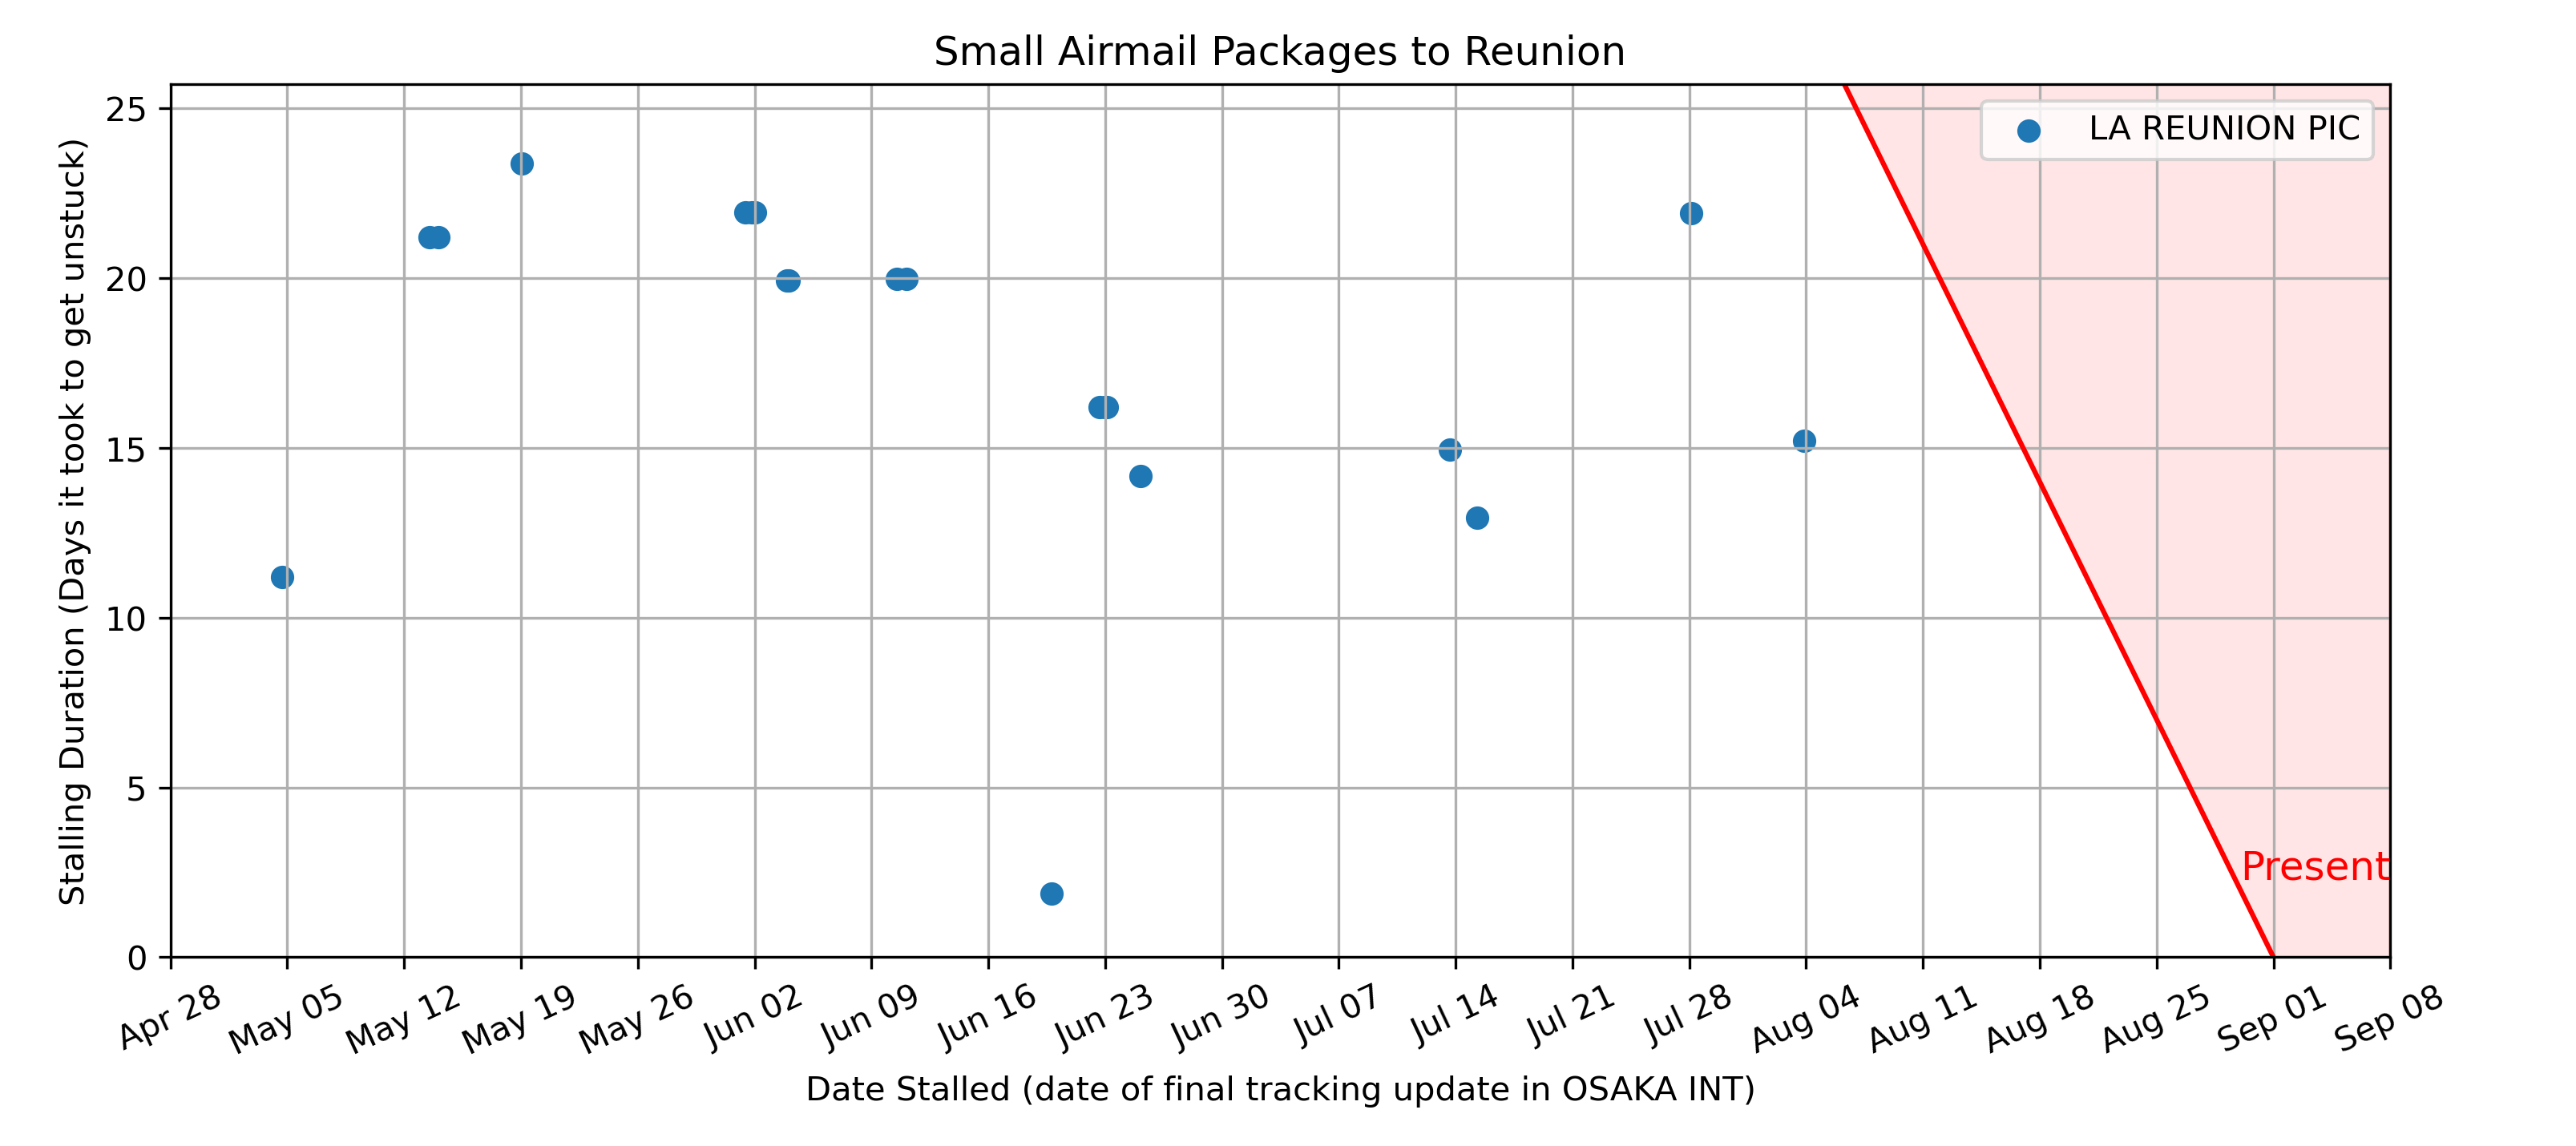 Small Airmail Packages to Reunion
LA REUNION PIC
Stalling Duration (Days it took to get unstuck)
25
20
15
10
5
0
Present
Apr 28
May 05
May 12
May 19
May 26
Jun 02
Jun 09
Jun 16
Jun 23
Jun 30
Jul 07
Jul 14
Jul 21
Jul 28
Aug 04
Aug 11
Aug 18
Aug 25
Sep 01
Sep 08
Date Stalled (date of final tracking update in OSAKA INT)